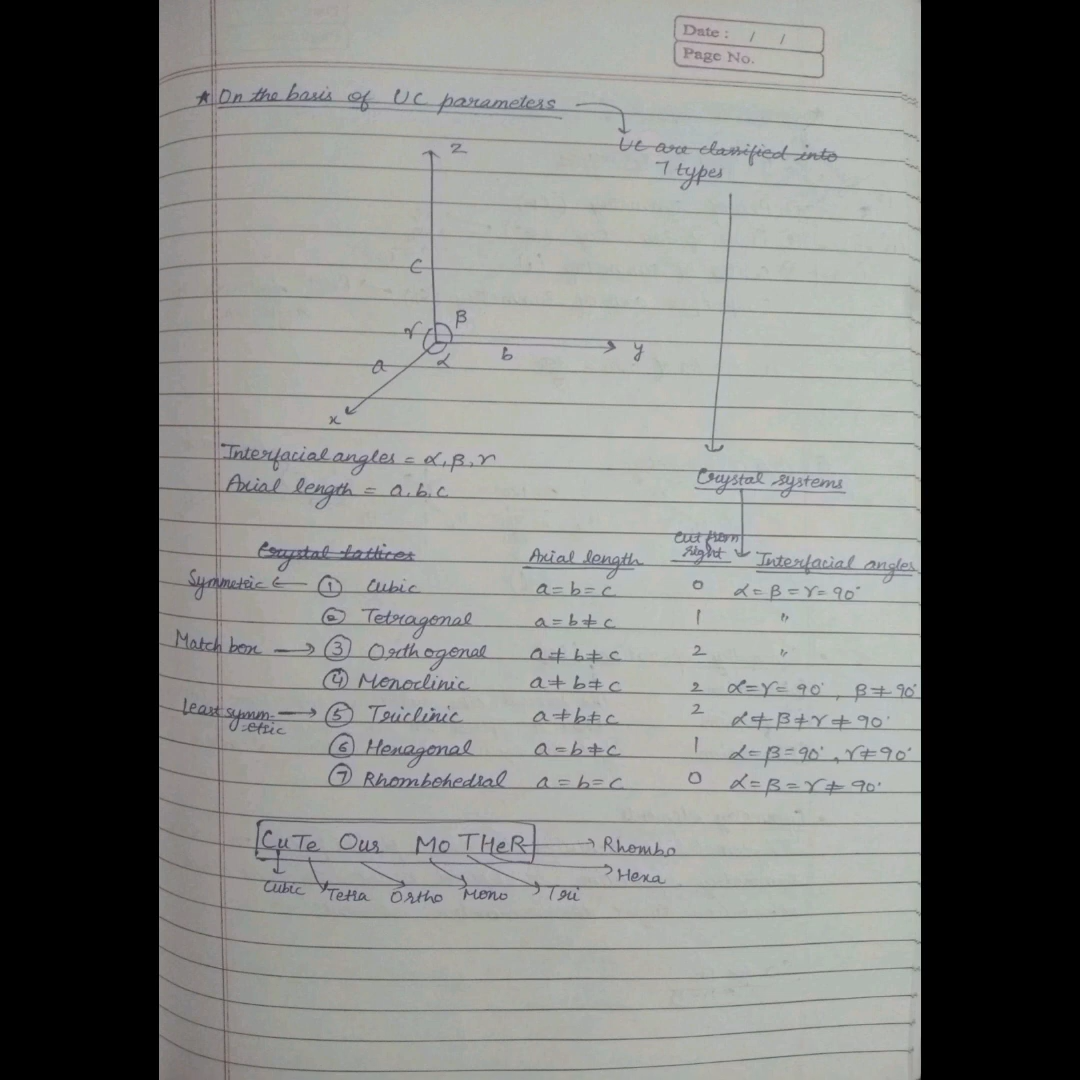 Date : / /
Page No.
* On the basis of UC parameters
UC are classified into
7 types
z
c
β
γ
b
y
α
a
x
Interfacial angles = α, β, γ
Axial length = a, b, c
Crystal systems
Crystal Lattices Axial length Cut from right Interfacial angles
Symmetric ← ① Cubic a = b = c 0 α = β = γ = 90°
② Tetragonal a = b ≠ c 1 "
Match box → ③ Orthogonal a ≠ b ≠ c 2 "
④ Monoclinic a ≠ b ≠ c 2 α = γ = 90°, β ≠ 90°
Least symm-etric → ⑤ Triclinic a ≠ b ≠ c 2 α ≠ β ≠ γ ≠ 90°
⑥ Hexagonal a = b ≠ c 1 α = β = 90°, γ ≠ 90°
⑦ Rhombohedral a = b = c 0 α = β = γ ≠ 90°
CuTe Our MoTHeR → Rhombo
Hexa
Cubic Tetra Ortho Mono Tri